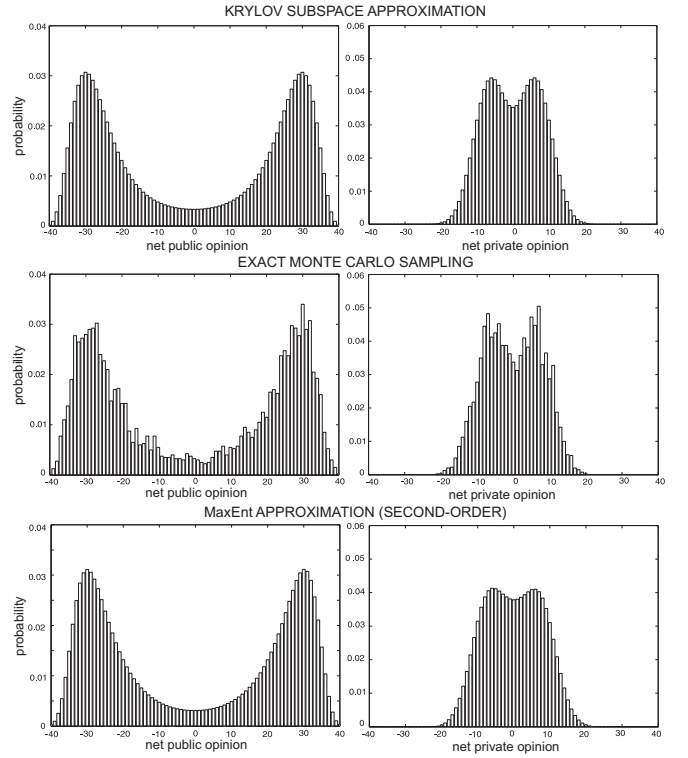 KRYLOV SUBSPACE APPROXIMATION
0.04
0.03
0.02
0.01
0
probability
-40 -30 -20 -10 0 10 20 30 40
net public opinion
0.06
0.05
0.04
0.03
0.02
0.01
0
-40 -30 -20 -10 0 10 20 30 40
net private opinion
EXACT MONTE CARLO SAMPLING
0.04
0.03
0.02
0.01
0
probability
-40 -30 -20 -10 0 10 20 30 40
net public opinion
0.06
0.05
0.04
0.03
0.02
0.01
0
-40 -30 -20 -10 0 10 20 30 40
net private opinion
MaxEnt APPROXIMATION (SECOND-ORDER)
0.04
0.03
0.02
0.01
0
probability
-40 -30 -20 -10 0 10 20 30 40
net public opinion
0.06
0.05
0.04
0.03
0.02
0.01
0
-40 -30 -20 -10 0 10 20 30 40
net private opinion